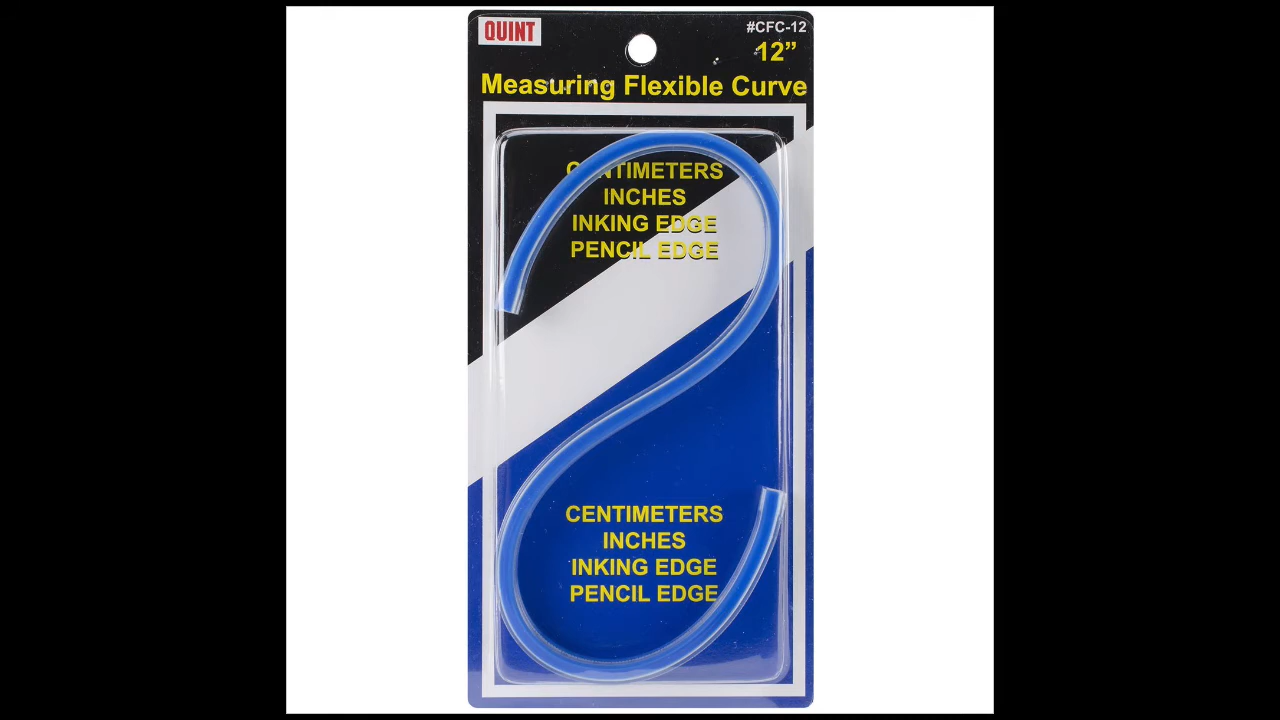 QUINT
#CFC-12
12”
Measuring Flexible Curve
CENTIMETERS
INCHES
INKING EDGE
PENCIL EDGE
CENTIMETERS
INCHES
INKING EDGE
PENCIL EDGE